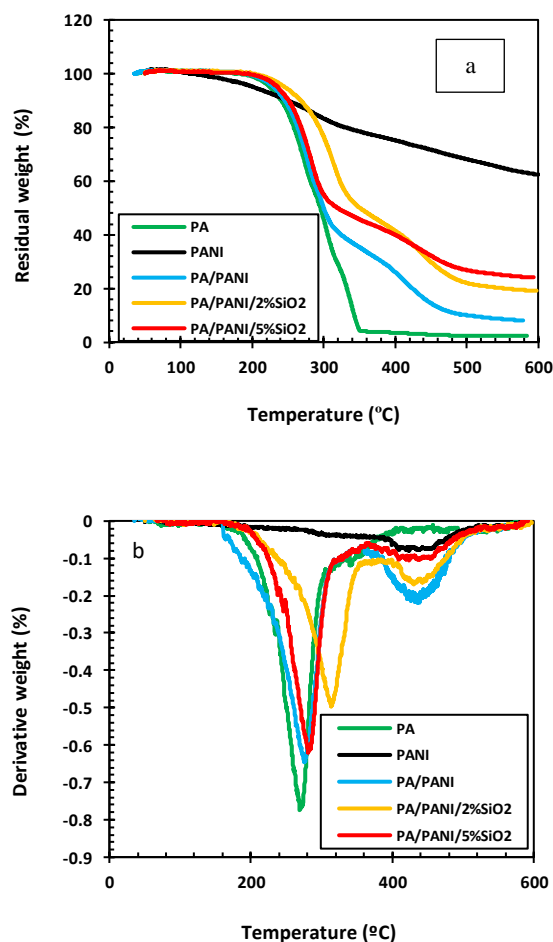 120
100
80
60
40
20
0
Residual weight (%)
a
PA
PANI
PA/PANI
PA/PANI/2%SiO2
PA/PANI/5%SiO2
0 100 200 300 400 500 600
Temperature (ºC)
0
-0.1
-0.2
-0.3
-0.4
-0.5
-0.6
-0.7
-0.8
-0.9
Derivative weight (%)
b
PA
PANI
PA/PANI
PA/PANI/2%SiO2
PA/PANI/5%SiO2
0 200 400 600
Temperature (ºC)